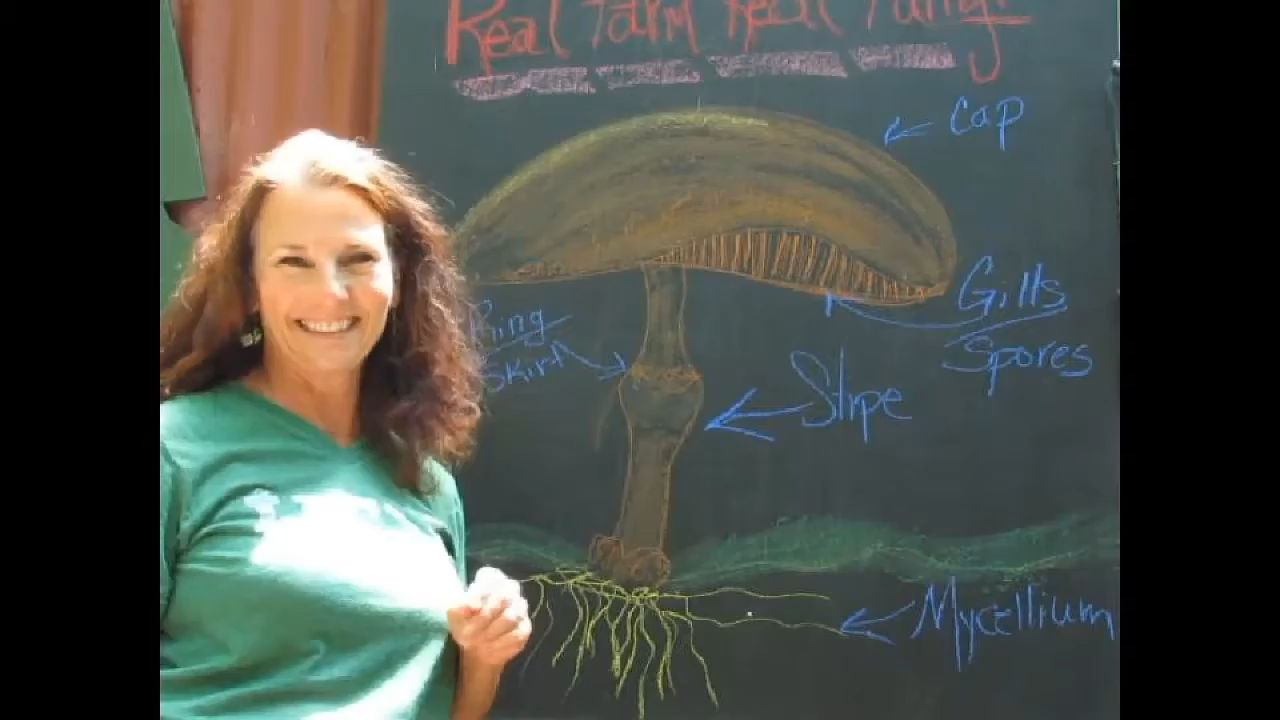 Real farm Real fungi
Cap
Gills
Spores
Ring
Skirt
Stipe
Mycellium